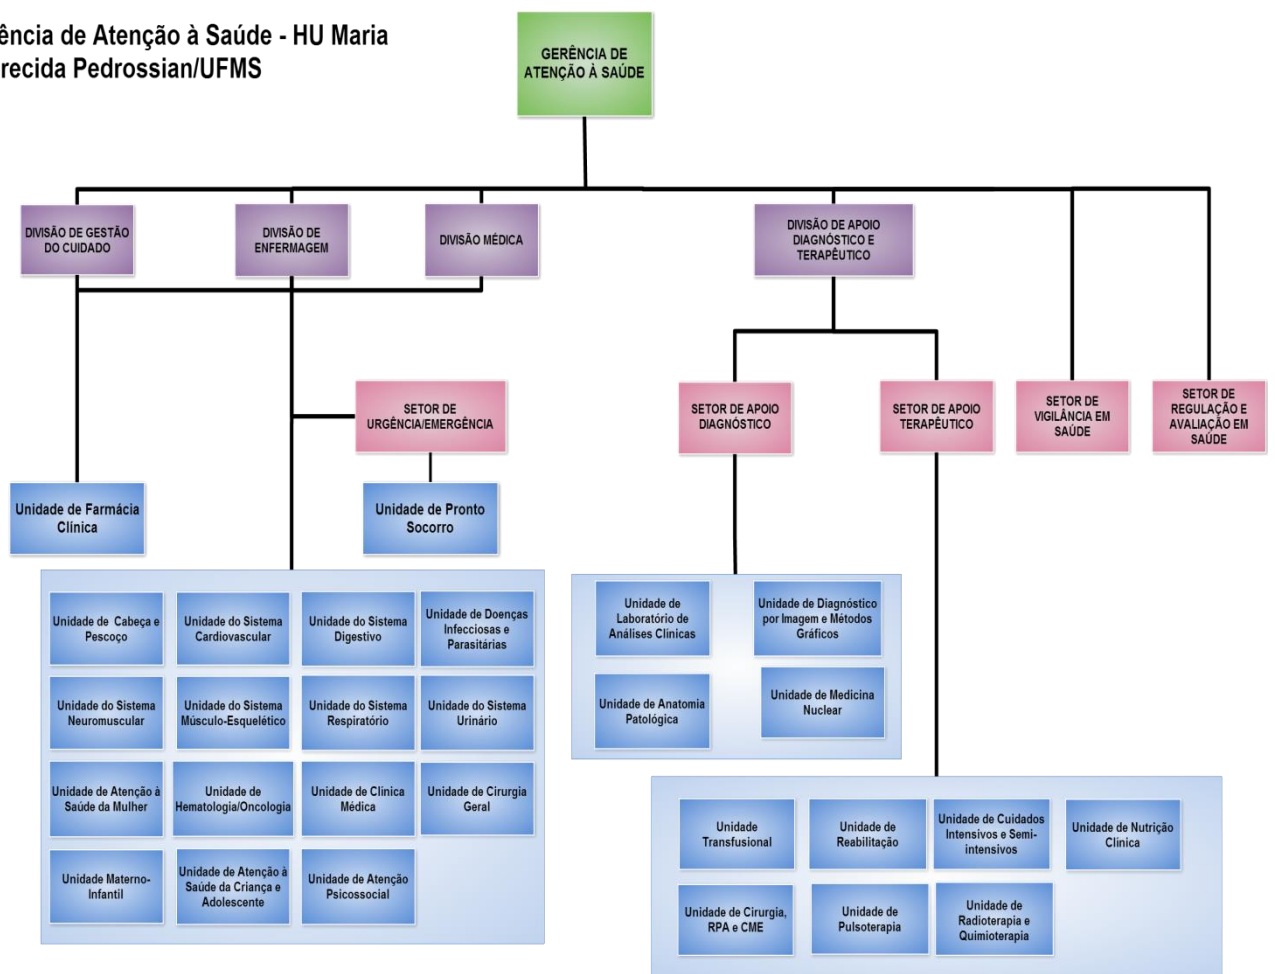 ência de Atenção à Saúde - HU Maria
recida Pedrossian/UFMS
GERÊNCIA DE
ATENÇÃO À SAÚDE
DIVISÃO DE GESTÃO
DO CUIDADO
DIVISÃO DE
ENFERMAGEM
DIVISÃO MÉDICA
DIVISÃO DE APOIO
DIAGNÓSTICO E
TERAPÊUTICO
SETOR DE
URGÊNCIA/EMERGÊNCIA
SETOR DE APOIO
DIAGNÓSTICO
SETOR DE APOIO
TERAPÊUTICO
SETOR DE
VIGILÂNCIA EM
SAÚDE
SETOR DE
REGULAÇÃO E
AVALIAÇÃO EM
SAÚDE
Unidade de Farmácia
Clínica
Unidade de Pronto
Socorro
Unidade de Cabeça e
Pescoço
Unidade do Sistema
Cardiovascular
Unidade do Sistema
Digestivo
Unidade de Doenças
Infecciosas e
Parasitárias
Unidade do Sistema
Neuromuscular
Unidade do Sistema
Músculo-Esquelético
Unidade do Sistema
Respiratório
Unidade do Sistema
Urinário
Unidade de Atenção à
Saúde da Mulher
Unidade de
Hematologia/Oncologia
Unidade de Clínica
Médica
Unidade de Cirurgia
Geral
Unidade Materno-
Infantil
Unidade de Atenção à
Saúde da Criança e
Adolescente
Unidade de Atenção
Psicossocial
Unidade de
Laboratório de
Análises Clínicas
Unidade de Diagnóstico
por Imagem e Métodos
Gráficos
Unidade de Anatomia
Patológica
Unidade de Medicina
Nuclear
Unidade
Transfusional
Unidade de
Reabilitação
Unidade de Cuidados
Intensivos e Semi-
intensivos
Unidade de Nutrição
Clínica
Unidade de Cirurgia,
RPA e CME
Unidade de
Pulsoterapia
Unidade de
Radioterapia e
Quimioterapia